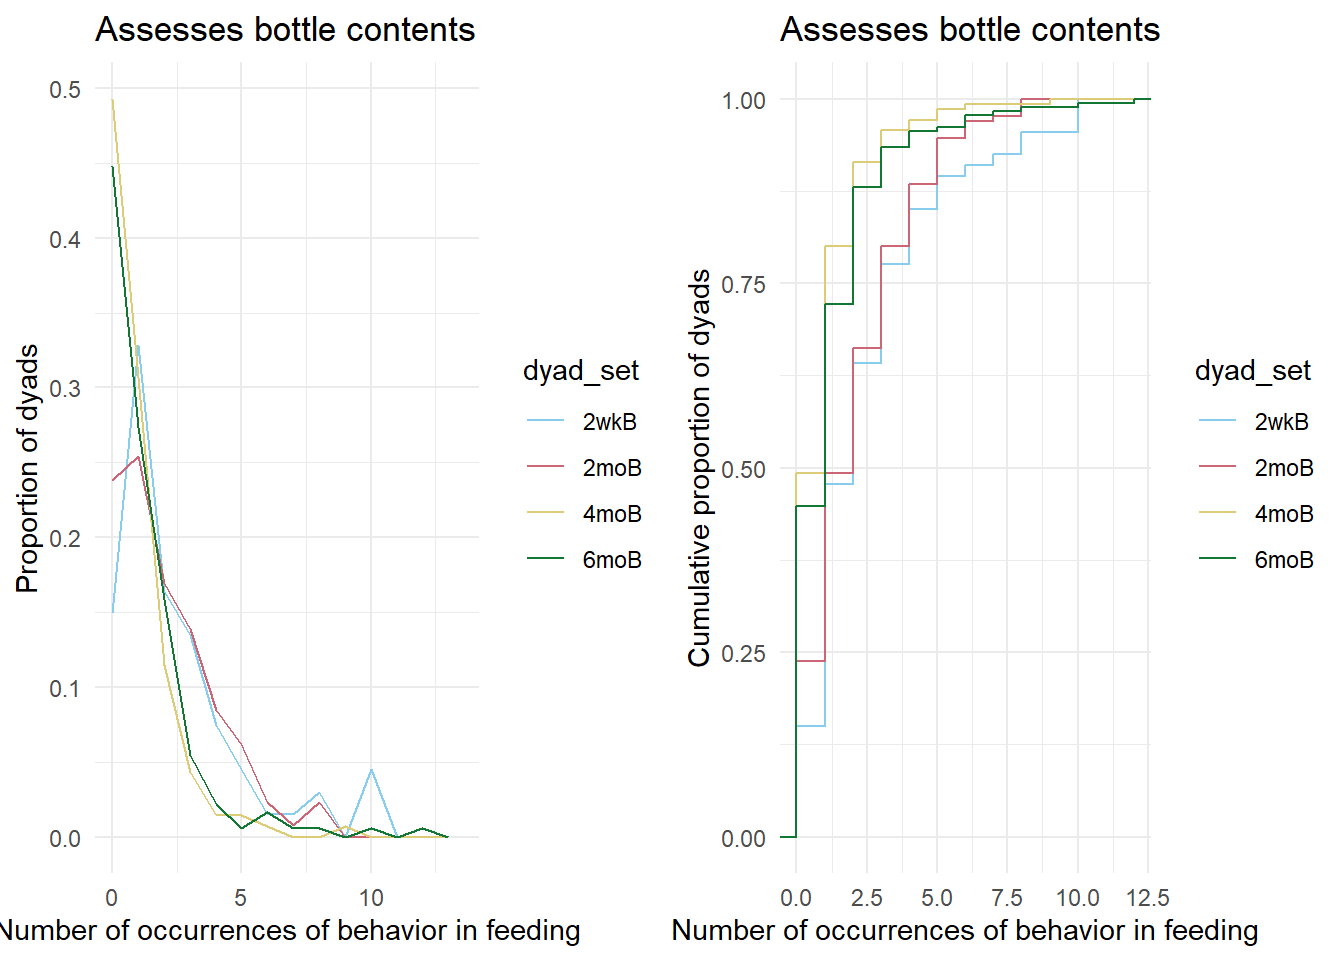 Assesses bottle contents
Proportion of dyads
0.5
0.4
0.3
0.2
0.1
0.0
0 5 10
Number of occurrences of behavior in feeding
dyad_set
2wkB
2moB
4moB
6moB
Assesses bottle contents
Cumulative proportion of dyads
1.00
0.75
0.50
0.25
0.00
0.0 2.5 5.0 7.5 10.0 12.5
Number of occurrences of behavior in feeding
dyad_set
2wkB
2moB
4moB
6moB